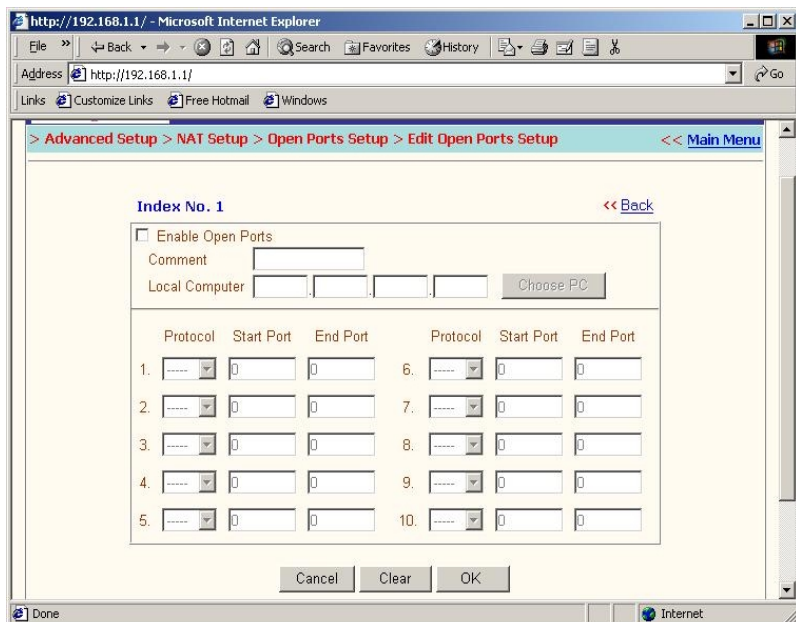 http://192.168.1.1/ - Microsoft Internet Explorer
File » Back Search Favorites History
Address http://192.168.1.1/ Go
Links Customize Links Free Hotmail Windows
> Advanced Setup > NAT Setup > Open Ports Setup > Edit Open Ports Setup << Main Menu
Index No. 1 << Back
Enable Open Ports
Comment
Local Computer . . . Choose PC
Protocol Start Port End Port Protocol Start Port End Port
1. ----- 0 0 6. ----- 0 0
2. ----- 0 0 7. ----- 0 0
3. ----- 0 0 8. ----- 0 0
4. ----- 0 0 9. ----- 0 0
5. ----- 0 0 10. ----- 0 0
Cancel Clear OK
Done Internet